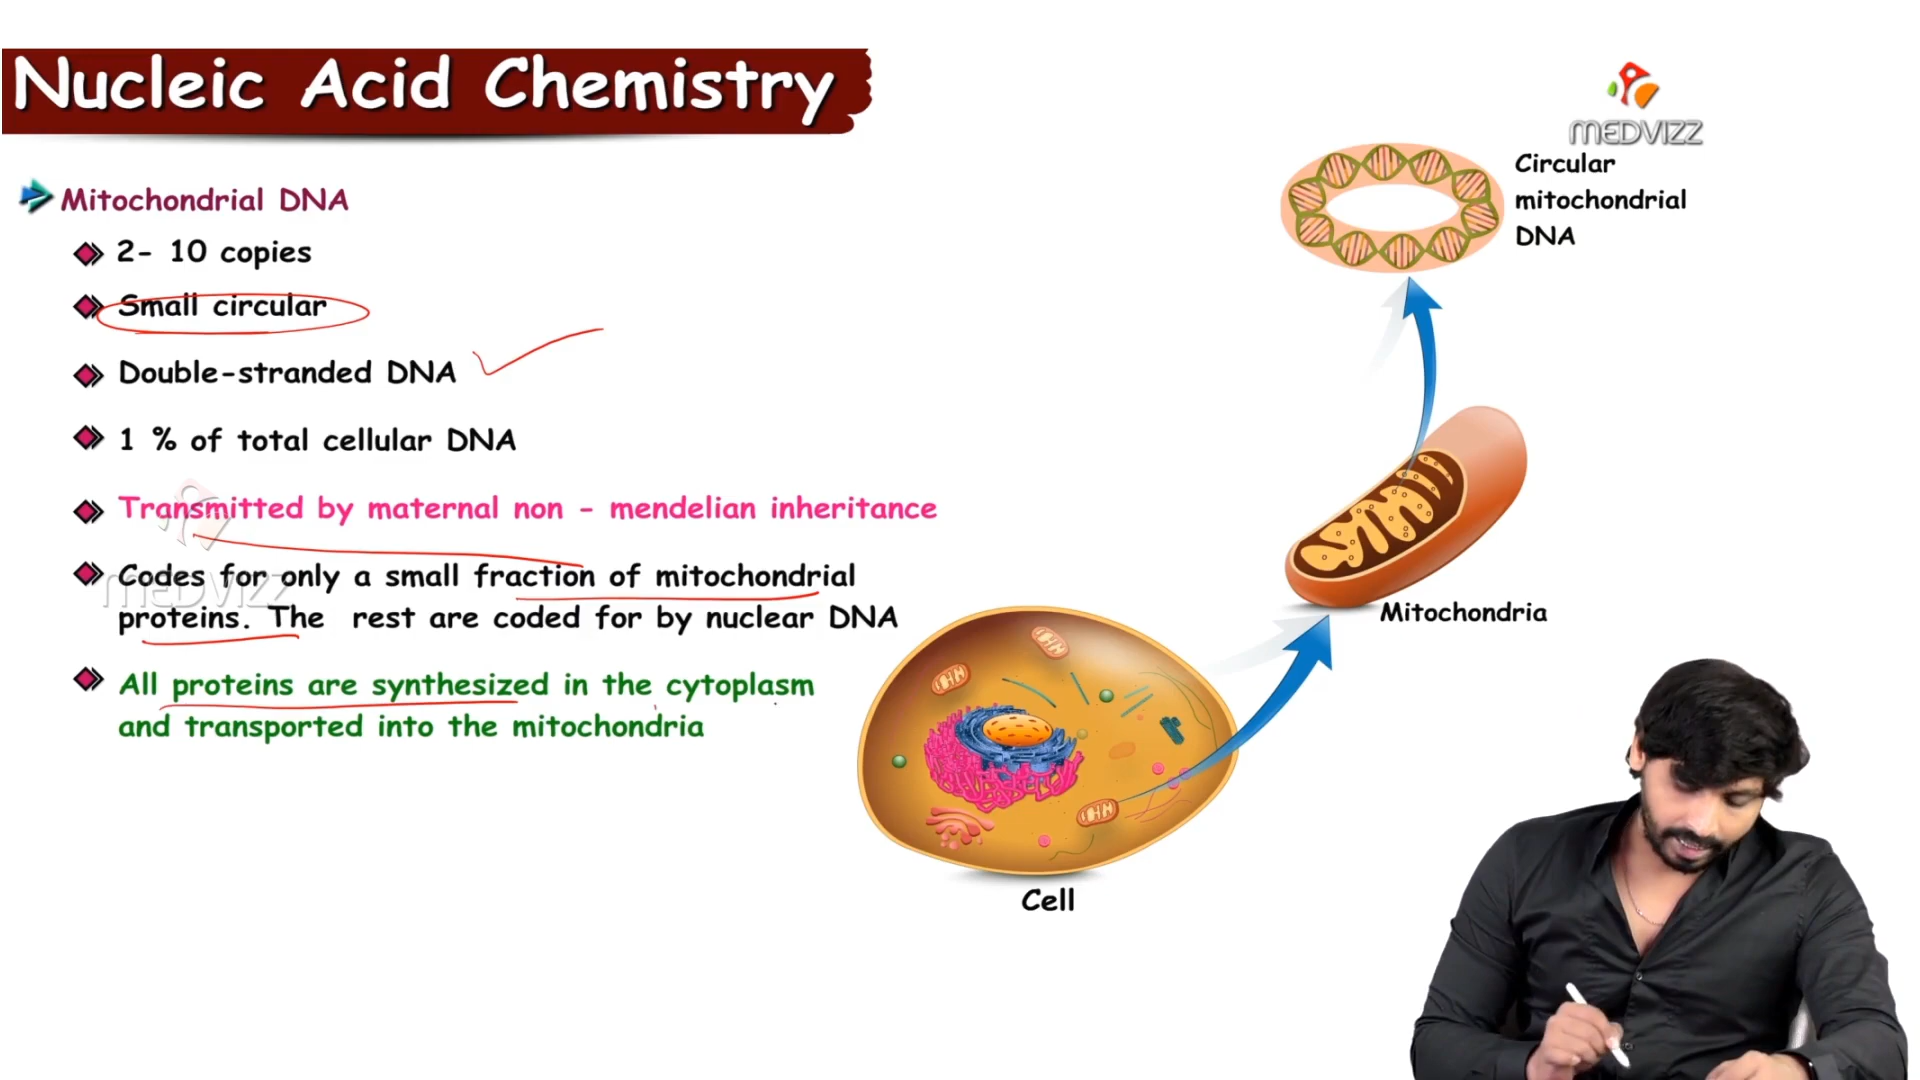 Nucleic Acid Chemistry
MEDVIZZ
Circular
mitochondrial
DNA
Mitochondrial DNA
2- 10 copies
Small circular
Double-stranded DNA
1 % of total cellular DNA
Transmitted by maternal non - mendelian inheritance
Codes for only a small fraction of mitochondrial
proteins. The rest are coded for by nuclear DNA
All proteins are synthesized in the cytoplasm
and transported into the mitochondria
MEDVIZZ
Mitochondria
Cell